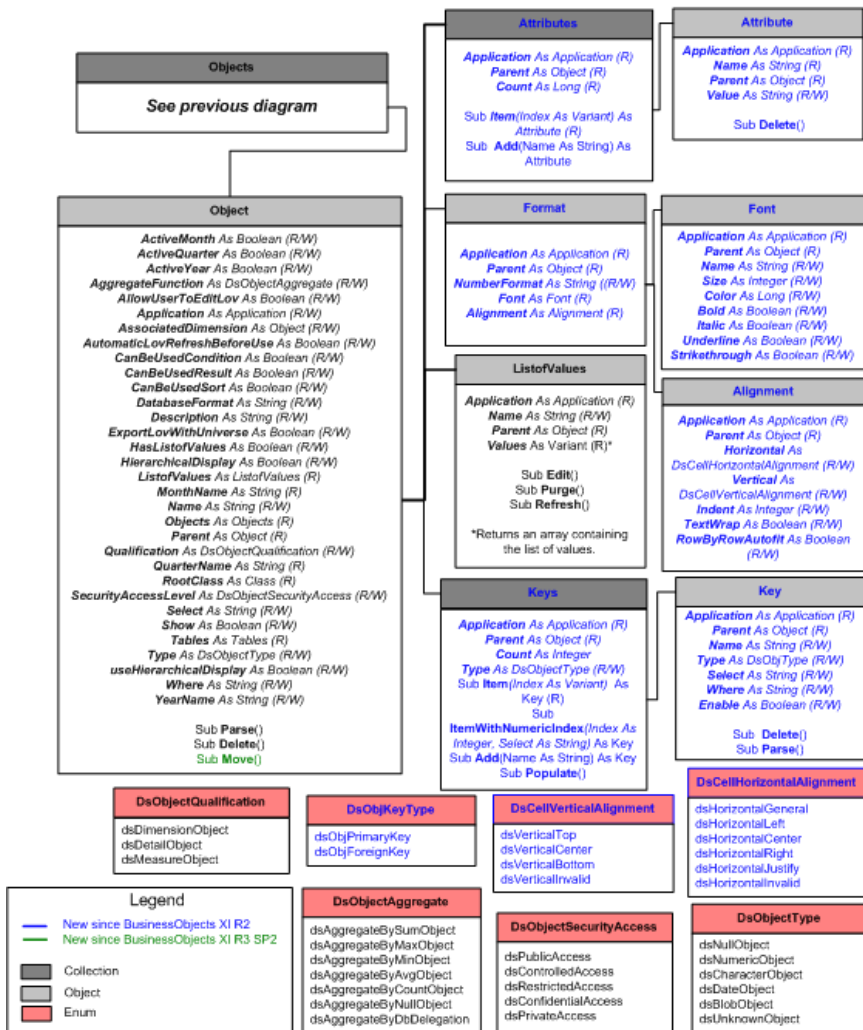 Objects
See previous diagram
Object
ActiveMonth As Boolean (R/W)
ActiveQuarter As Boolean (R/W)
ActiveYear As Boolean (R/W)
AggregateFunction As DsObjectAggregate (R/W)
AllowUserToEditLov As Boolean (R/W)
Application As Application (R/W)
AssociatedDimension As Object (R/W)
AutomaticLovRefreshBeforeUse As Boolean (R/W)
CanBeUsedCondition As Boolean (R/W)
CanBeUsedResult As Boolean (R/W)
CanBeUsedSort As Boolean (R/W)
DatabaseFormat As String (R/W)
Description As String (R/W)
ExportLovWithUniverse As Boolean (R/W)
HasListofValues As Boolean (R/W)
HierarchicalDisplay As Boolean (R/W)
ListofValues As ListofValues (R)
MonthName As String (R)
Name As String (R/W)
Objects As Objects (R)
Parent As Object (R)
Qualification As DsObjectQualification (R/W)
QuarterName As String (R)
RootClass As Class (R)
SecurityAccessLevel As DsObjectSecurityAccess (R/W)
Select As String (R/W)
Show As Boolean (R/W)
Tables As Tables (R)
Type As DsObjectType (R/W)
useHierarchicalDisplay As Boolean (R/W)
Where As String (R/W)
YearName As String (R/W)
Sub Parse()
Sub Delete()
Sub Move()
Attributes
Application As Application (R)
Parent As Object (R)
Count As Long (R)
Sub Item(Index As Variant) As
Attribute (R)
Sub Add(Name As String) As
Attribute
Attribute
Application As Application (R)
Name As String (R)
Parent As Object (R)
Value As String (R/W)
Sub Delete()
Format
Application As Application (R)
Parent As Object (R)
NumberFormat As String ((R/W)
Font As Font (R)
Alignment As Alignment (R)
Font
Application As Application (R)
Parent As Object (R)
Name As String (R/W)
Size As Integer (R/W)
Color As Long (R/W)
Bold As Boolean (R/W)
Italic As Boolean (R/W)
Underline As Boolean (R/W)
Strikethrough As Boolean (R/W)
ListofValues
Application As Application (R)
Name As String (R/W)
Parent As Object (R)
Values As Variant (R)*
Sub Edit()
Sub Purge()
Sub Refresh()
*Returns an array containing
the list of values.
Alignment
Application As Application (R)
Parent As Object (R)
Horizontal As
DsCellHorizontalAlignment (R/W)
Vertical As
DsCellVerticalAlignment (R/W)
Indent As Integer (R/W)
TextWrap As Boolean (R/W)
RowByRowAutofit As Boolean
(R/W)
Keys
Application As Application (R)
Parent As Object (R)
Count As Integer
Type As DsObjectType (R/W)
Sub Item(Index As Variant) As
Key (R)
Sub
ItemWithNumericIndex(Index As
Integer, Select As String) As Key
Sub Add(Name As String) As Key
Sub Populate()
Key
Application As Application (R)
Parent As Object (R)
Name As String (R)
Type As DsObjType (R/W)
Select As String (R/W)
Where As String (R/W)
Enable As Boolean (R/W)
Sub Delete()
Sub Parse()
DsObjectQualification
dsDimensionObject
dsDetailObject
dsMeasureObject
DsObjKeyType
dsObjPrimaryKey
dsObjForeignKey
DsCellVerticalAlignment
dsVerticalTop
dsVerticalCenter
dsVerticalBottom
dsVerticalInvalid
DsCellHorizontalAlignment
dsHorizontalGeneral
dsHorizontalLeft
dsHorizontalCenter
dsHorizontalRight
dsHorizontalJustify
dsHorizontalInvalid
Legend
New since BusinessObjects XI R2
New since BusinessObjects XI R3 SP2
Collection
Object
Enum
DsObjectAggregate
dsAggregateBySumObject
dsAggregateByMaxObject
dsAggregateByMinObject
dsAggregateByAvgObject
dsAggregateByCountObject
dsAggregateByNullObject
dsAggregateByDbDelegation
DsObjectSecurityAccess
dsPublicAccess
dsControlledAccess
dsRestrictedAccess
dsConfidentialAccess
dsPrivateAccess
DsObjectType
dsNullObject
dsNumericObject
dsCharacterObject
dsDateObject
dsBlobObject
dsUnknownObject